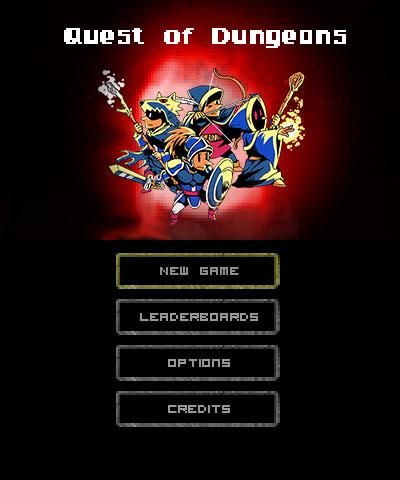 Quest of Dungeons
NEW GAME
LEADERBOARDS
OPTIONS
CREDITS